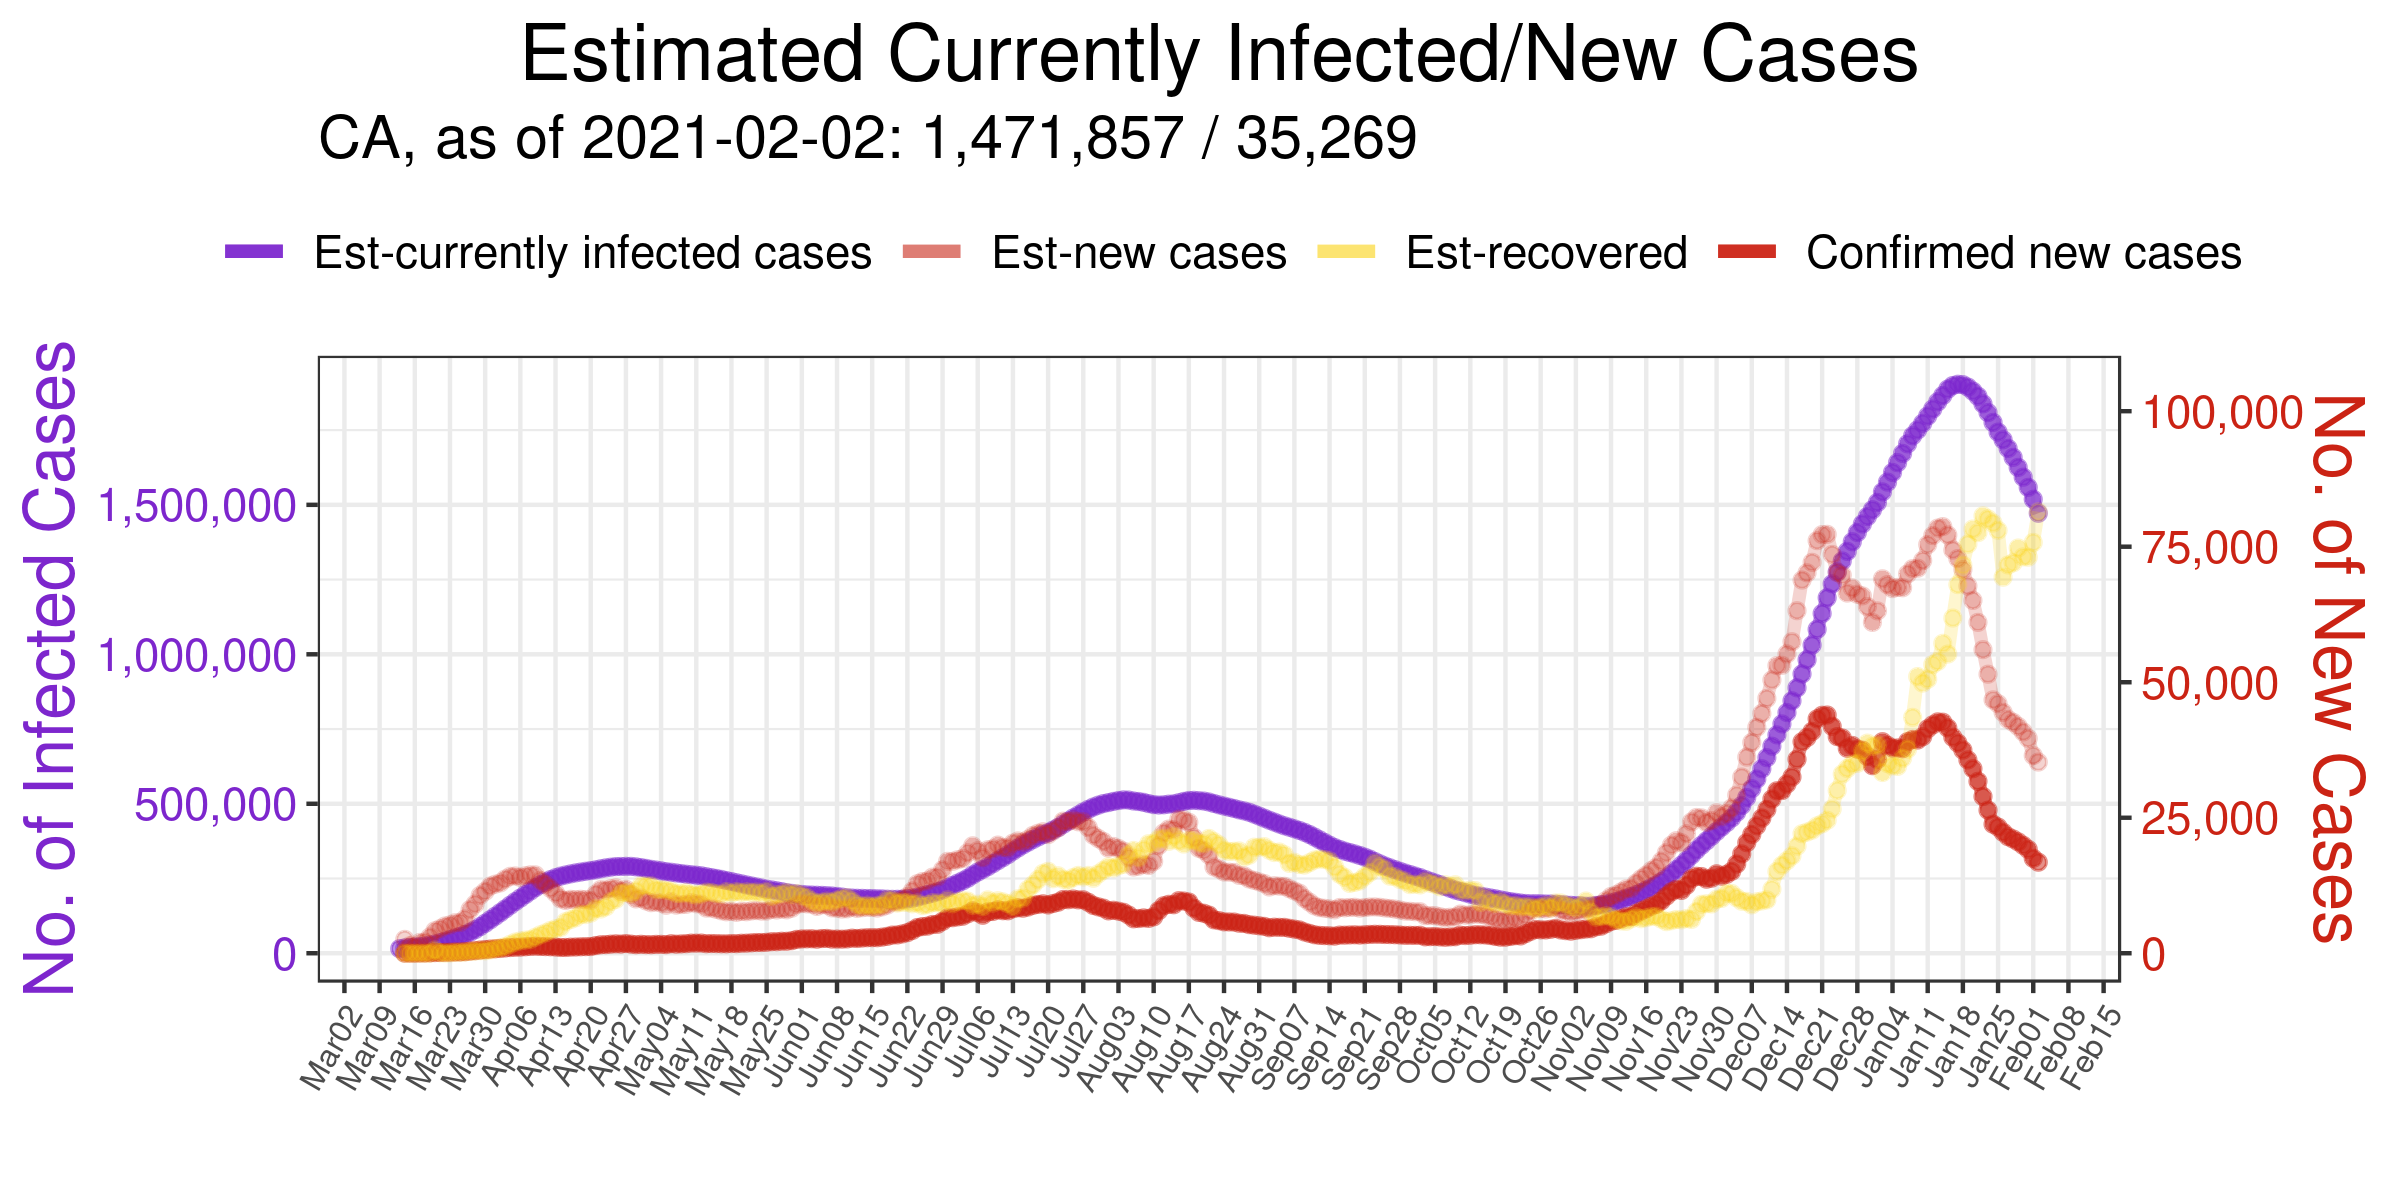 Estimated Currently Infected/New Cases
CA, as of 2021-02-02: 1,471,857 / 35,269
Est-currently infected cases
Est-new cases
Est-recovered
Confirmed new cases
No. of Infected Cases
1,500,000
1,000,000
500,000
0
100,000
75,000
50,000
25,000
0
No. of New Cases
Mar02
Mar09
Mar16
Mar23
Mar30
Apr06
Apr13
Apr20
Apr27
May04
May11
May18
May25
Jun01
Jun08
Jun15
Jun22
Jun29
Jul06
Jul13
Jul20
Jul27
Aug03
Aug10
Aug17
Aug24
Aug31
Sep07
Sep14
Sep21
Sep28
Oct05
Oct12
Oct19
Oct26
Nov02
Nov09
Nov16
Nov23
Nov30
Dec07
Dec14
Dec21
Dec28
Jan04
Jan11
Jan18
Jan25
Feb01
Feb08
Feb15